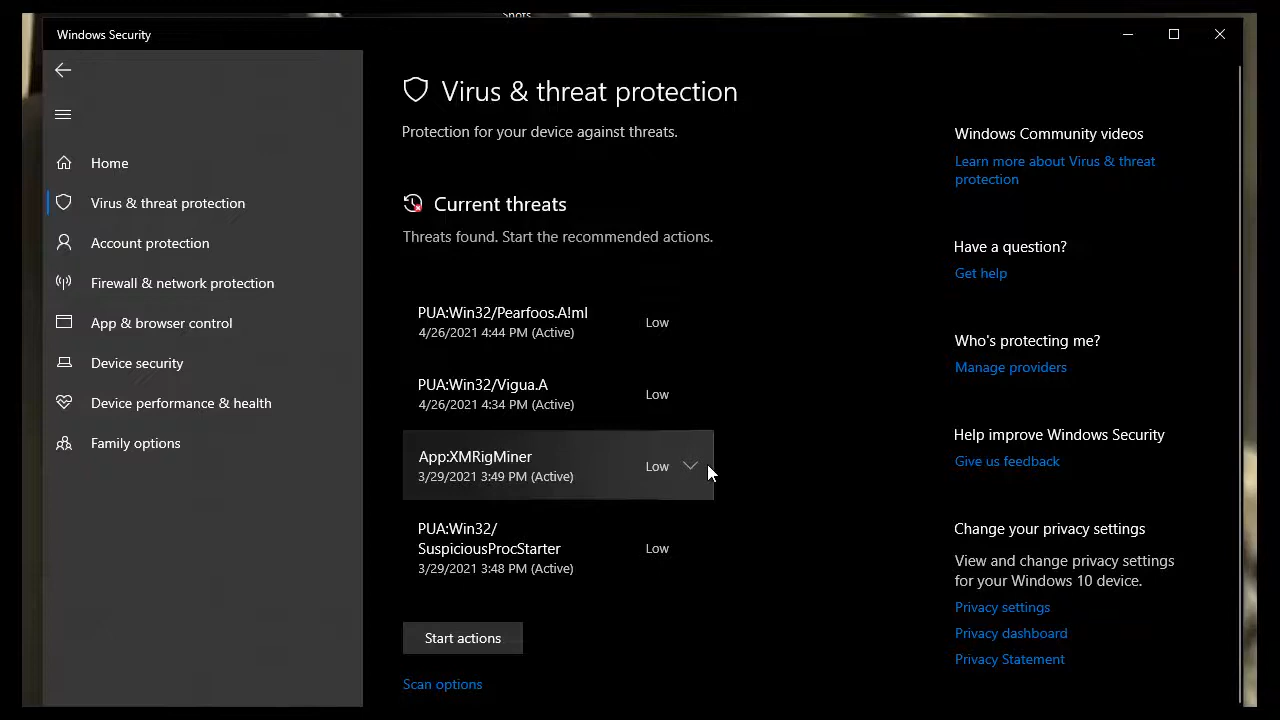 Shots
Windows Security
Home
Virus & threat protection
Account protection
Firewall & network protection
App & browser control
Device security
Device performance & health
Family options
Virus & threat protection
Protection for your device against threats.
Current threats
Threats found. Start the recommended actions.
PUA:Win32/Pearfoos.A!ml
4/26/2021 4:44 PM (Active)
Low
PUA:Win32/Vigua.A
4/26/2021 4:34 PM (Active)
Low
App:XMRigMiner
3/29/2021 3:49 PM (Active)
Low
PUA:Win32/
SuspiciousProcStarter
3/29/2021 3:48 PM (Active)
Low
Start actions
Scan options
Windows Community videos
Learn more about Virus & threat
protection
Have a question?
Get help
Who's protecting me?
Manage providers
Help improve Windows Security
Give us feedback
Change your privacy settings
View and change privacy settings
for your Windows 10 device.
Privacy settings
Privacy dashboard
Privacy Statement